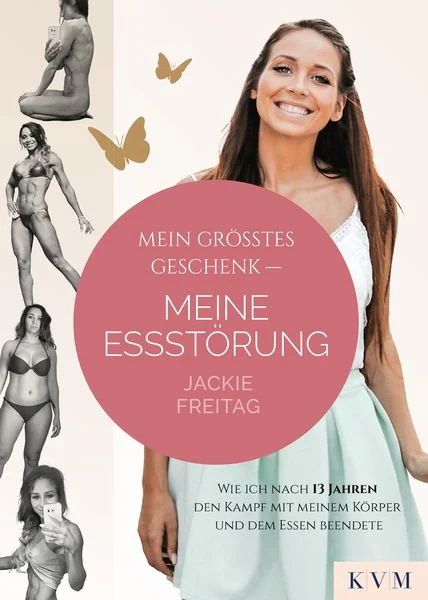 MEIN GRÖSSTES
GESCHENK —
MEINE
ESSSTÖRUNG
JACKIE
FREITAG
WIE ICH NACH 13 JAHREN
DEN KAMPF MIT MEINEM KÖRPER
UND DEM ESSEN BEENDETE
KVM